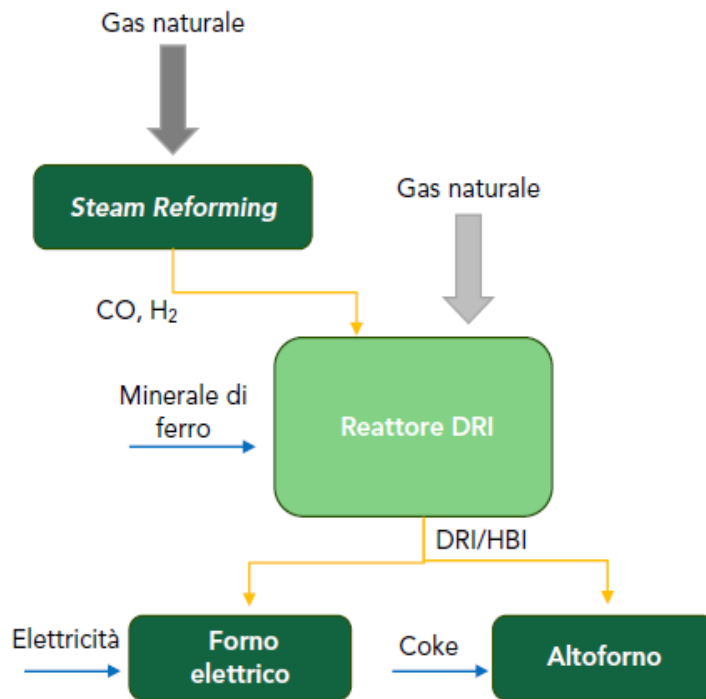 Gas naturale
Steam Reforming
Gas naturale
CO, H₂
Minerale di
ferro
Reattore DRI
DRI/HBI
Elettricità
Forno
elettrico
Coke
Altoforno